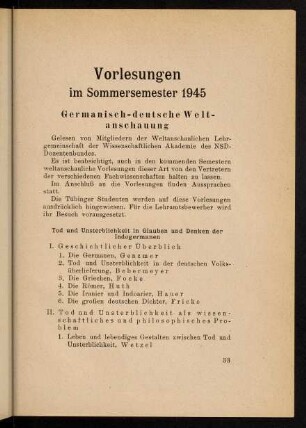 Vorlesungen
im Sommersemester 1945
Germanisch-deutsche Welt-
anschauung
Gelesen von Mitgliedern der Weltanschaulichen Lehr-
gemeinschaft der Wissenschaftlichen Akademie des NSD-
Dozentenbundes.
Es ist beabsichtigt, auch in den kommenden Semestern
weltanschauliche Vorlesungen dieser Art von den Vertretern
der verschiedenen Fachwissenschaften halten zu lassen.
Im Anschluß an die Vorlesungen finden Aussprachen
statt.
Die Tübinger Studenten werden auf diese Vorlesungen
ausdrücklich hingewiesen. Für die Lehramtsbewerber wird
ihr Besuch vorausgesetzt.
Tod und Unsterblichkeit in Glauben und Denken der
Indogermanen
I. Geschichtlicher Überblick
1. Die Germanen, Genzmer
2. Tod und Unsterblichkeit in der deutschen Volks-
überlieferung, Bebermeyer
3. Die Griechen, Focke
4. Die Römer, Huth
5. Die Iranier und Indoarier, Hauer
6. Die großen deutschen Dichter, Fricke
II. Tod und Unsterblichkeit als wissen-
schaftliches und philosophisches Pro-
blem
1. Leben und lebendiges Gestalten zwischen Tod und
Unsterblichkeit, Wetzel
33